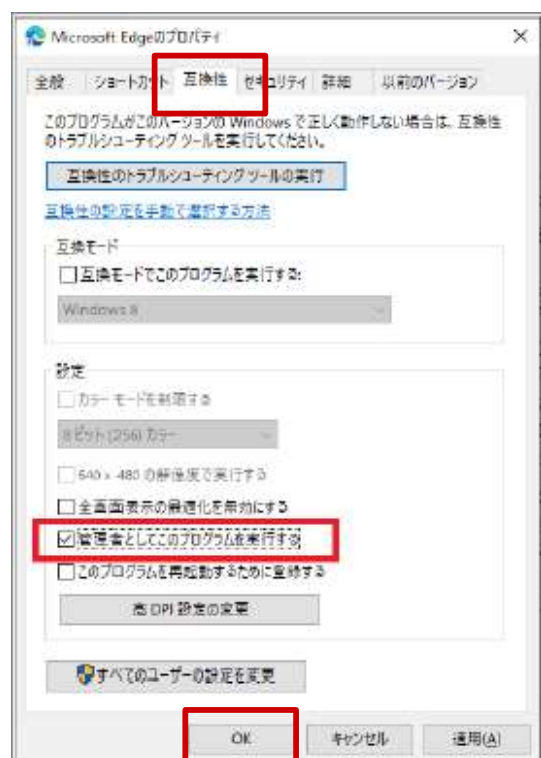 Microsoft Edgeのプロパティ
全般 ショートカット 互換性 セキュリティ 詳細 以前のバージョン
このプログラムがこのバージョンの Windows で正しく動作しない場合は、互換性
のトラブルシューティング ツールを実行してください。
互換性のトラブルシューティング ツールの実行
互換性の設定を手動で選択する方法
互換モード
互換モードでこのプログラムを実行する:
Windows 8
設定
カラー モードを制限する
8 ビット (256) カラー
640 x 480 の解像度で実行する
全画面表示の最適化を無効にする
管理者としてこのプログラムを実行する
このプログラムを再起動するために登録する
高 DPI 設定の変更
すべてのユーザーの設定を変更
OK キャンセル 適用(A)